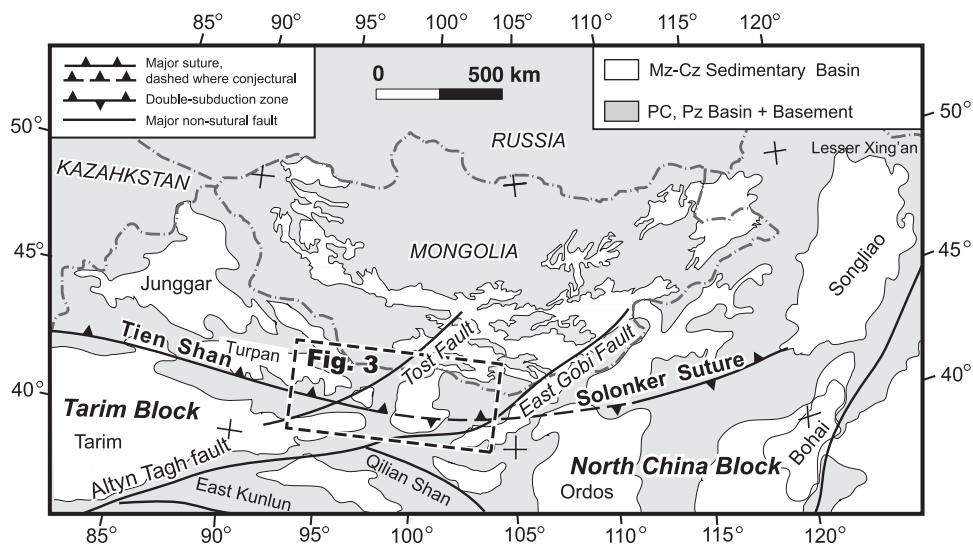 85° 90° 95° 100° 105° 110° 115° 120°
Major suture,
dashed where conjectural
Double-subduction zone
Major non-sutural fault
0 500 km
Mz-Cz Sedimentary Basin
PC, Pz Basin + Basement
50°
50°
RUSSIA
Lesser Xing'an
KAZAHKSTAN
MONGOLIA
45°
45°
Junggar
Songliao
Tien Shan
Turpan
Fig. 3
Tost Fault
East Gobi Fault
Solonker Suture
40°
40°
Tarim Block
Tarim
Altyn Tagh fault
Qilian Shan
East Kunlun
North China Block
Ordos
Bohai
85° 90° 95° 100° 105° 110° 115° 120°